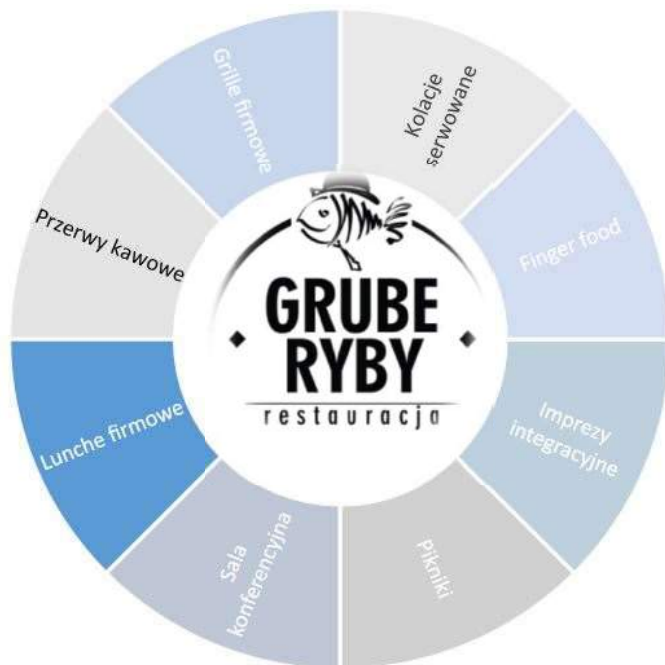 Grille firmowe
Kolacje
serwowane
Przerwy kawowe
Finger food
GRUBE
RYBY
restauracja
Lunche firmowe
Imprezy
integracyjne
Sala
konferencyjna
Pikniki